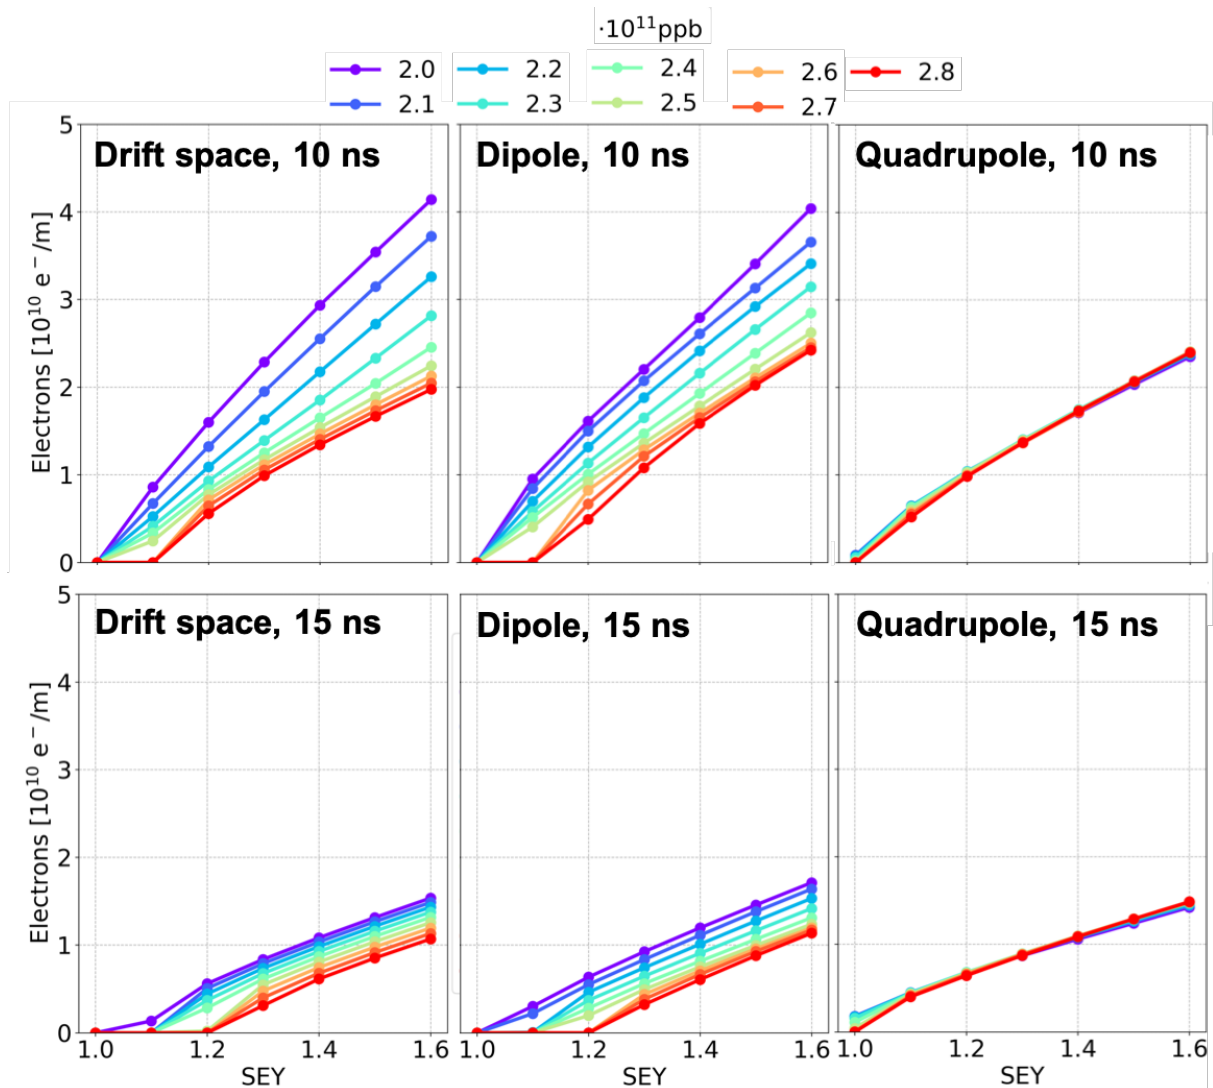 ·10¹¹ppb
2.0 2.2 2.4 2.6 2.8
2.1 2.3 2.5 2.7
Drift space, 10 ns
Dipole, 10 ns
Quadrupole, 10 ns
5
4
3
2
1
0
Electrons [10¹⁰ e⁻/m]
Drift space, 15 ns
Dipole, 15 ns
Quadrupole, 15 ns
5
4
3
2
1
0
Electrons [10¹⁰ e⁻/m]
1.0 1.2 1.4 1.6 1.0 1.2 1.4 1.6 1.0 1.2 1.4 1.6
SEY SEY SEY